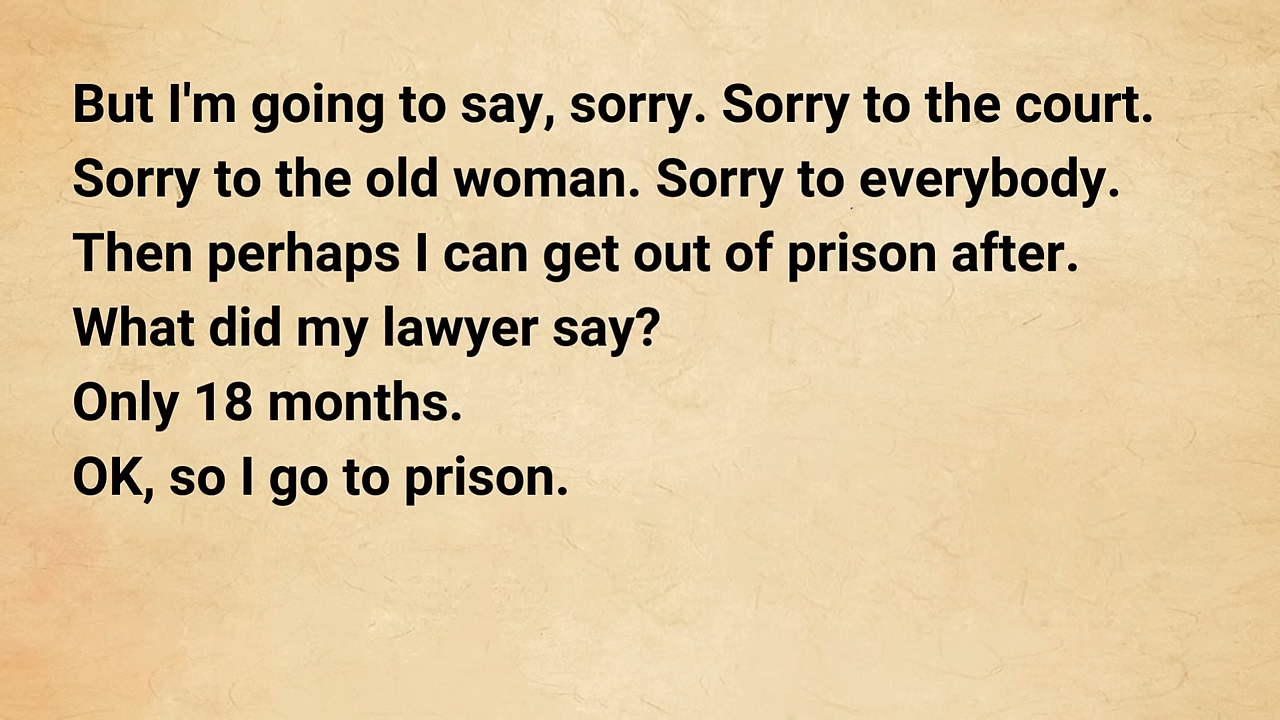 But I'm going to say, sorry. Sorry to the court.
Sorry to the old woman. Sorry to everybody.
Then perhaps I can get out of prison after.
What did my lawyer say?
Only 18 months.
OK, so I go to prison.